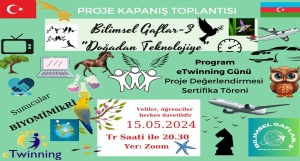 PROJE KAPANIŞ TOPLANTISI
Bilimsel Gaflar-3
"Doğadan Teknolojiye"
Program
eTwinning Günü
Proje Değerlendirmesi
Sertifika Töreni
Sunucular
BİYOMİMİKRİ
Veliler, öğrenciler
herkes davetlidir
15.05.2024
Tr Saati ile 20.30
Yer: Zoom
eTwinning
BİLİMSEL GAFLAR-3